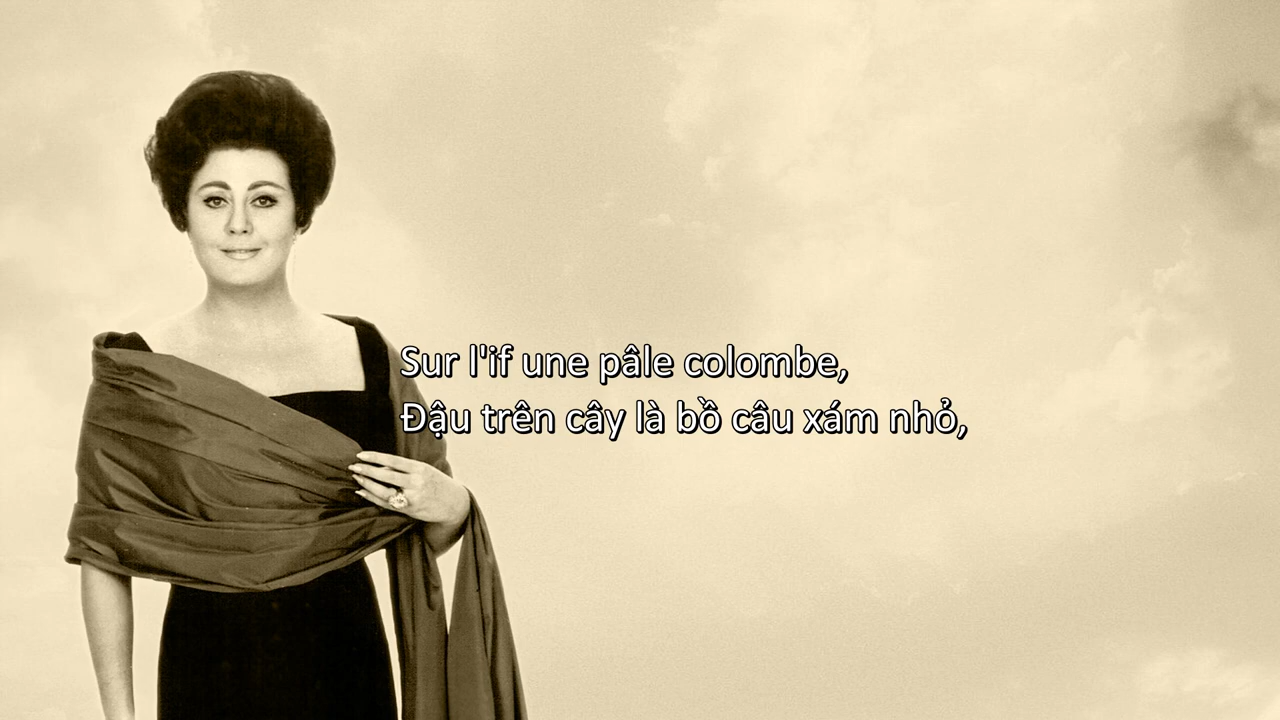 Sur l'if une pâle colombe,
Đậu trên cây là bồ câu xám nhỏ,